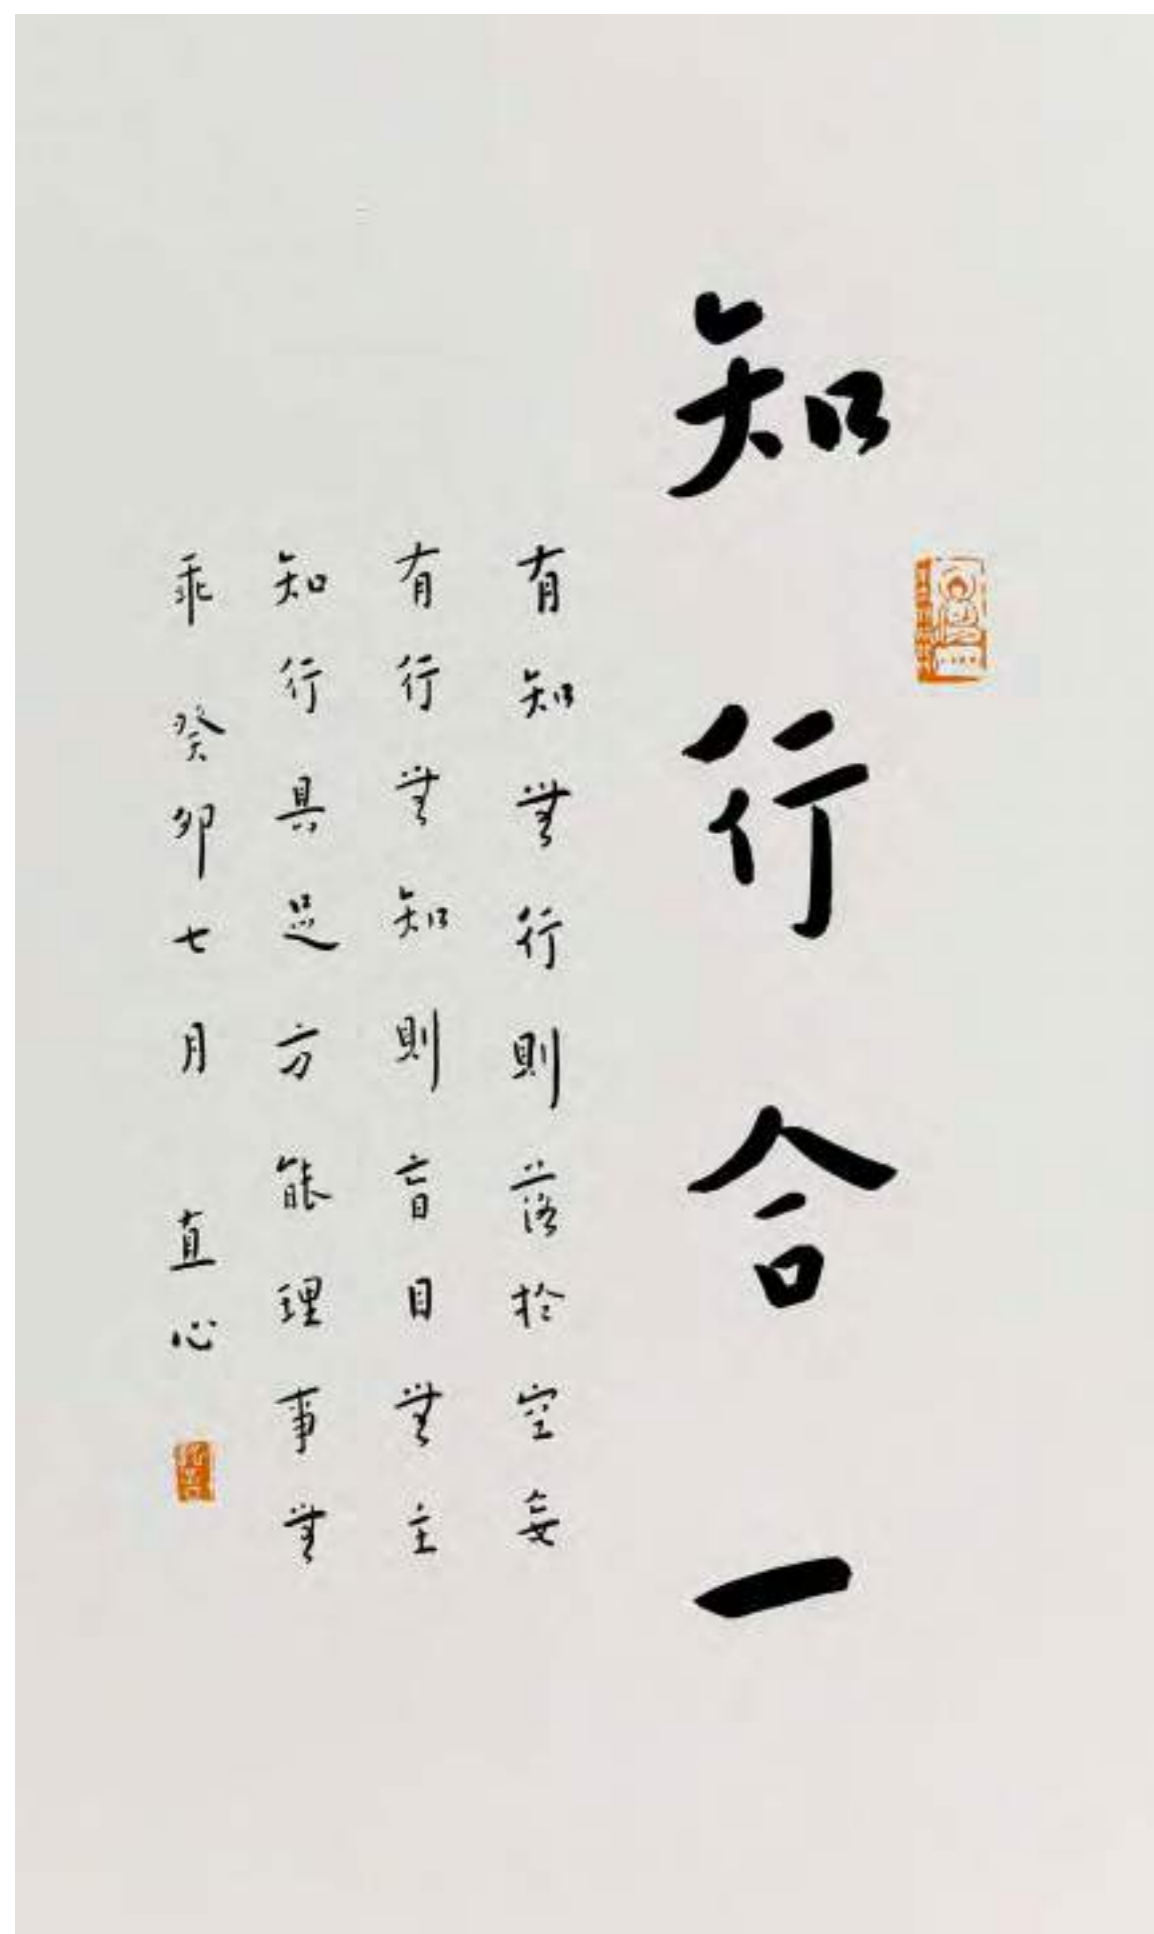 知行合一
有知無行則落於空妄
有行無知則盲目無主
知行具足方能理事無
乖 癸卯七月 直心